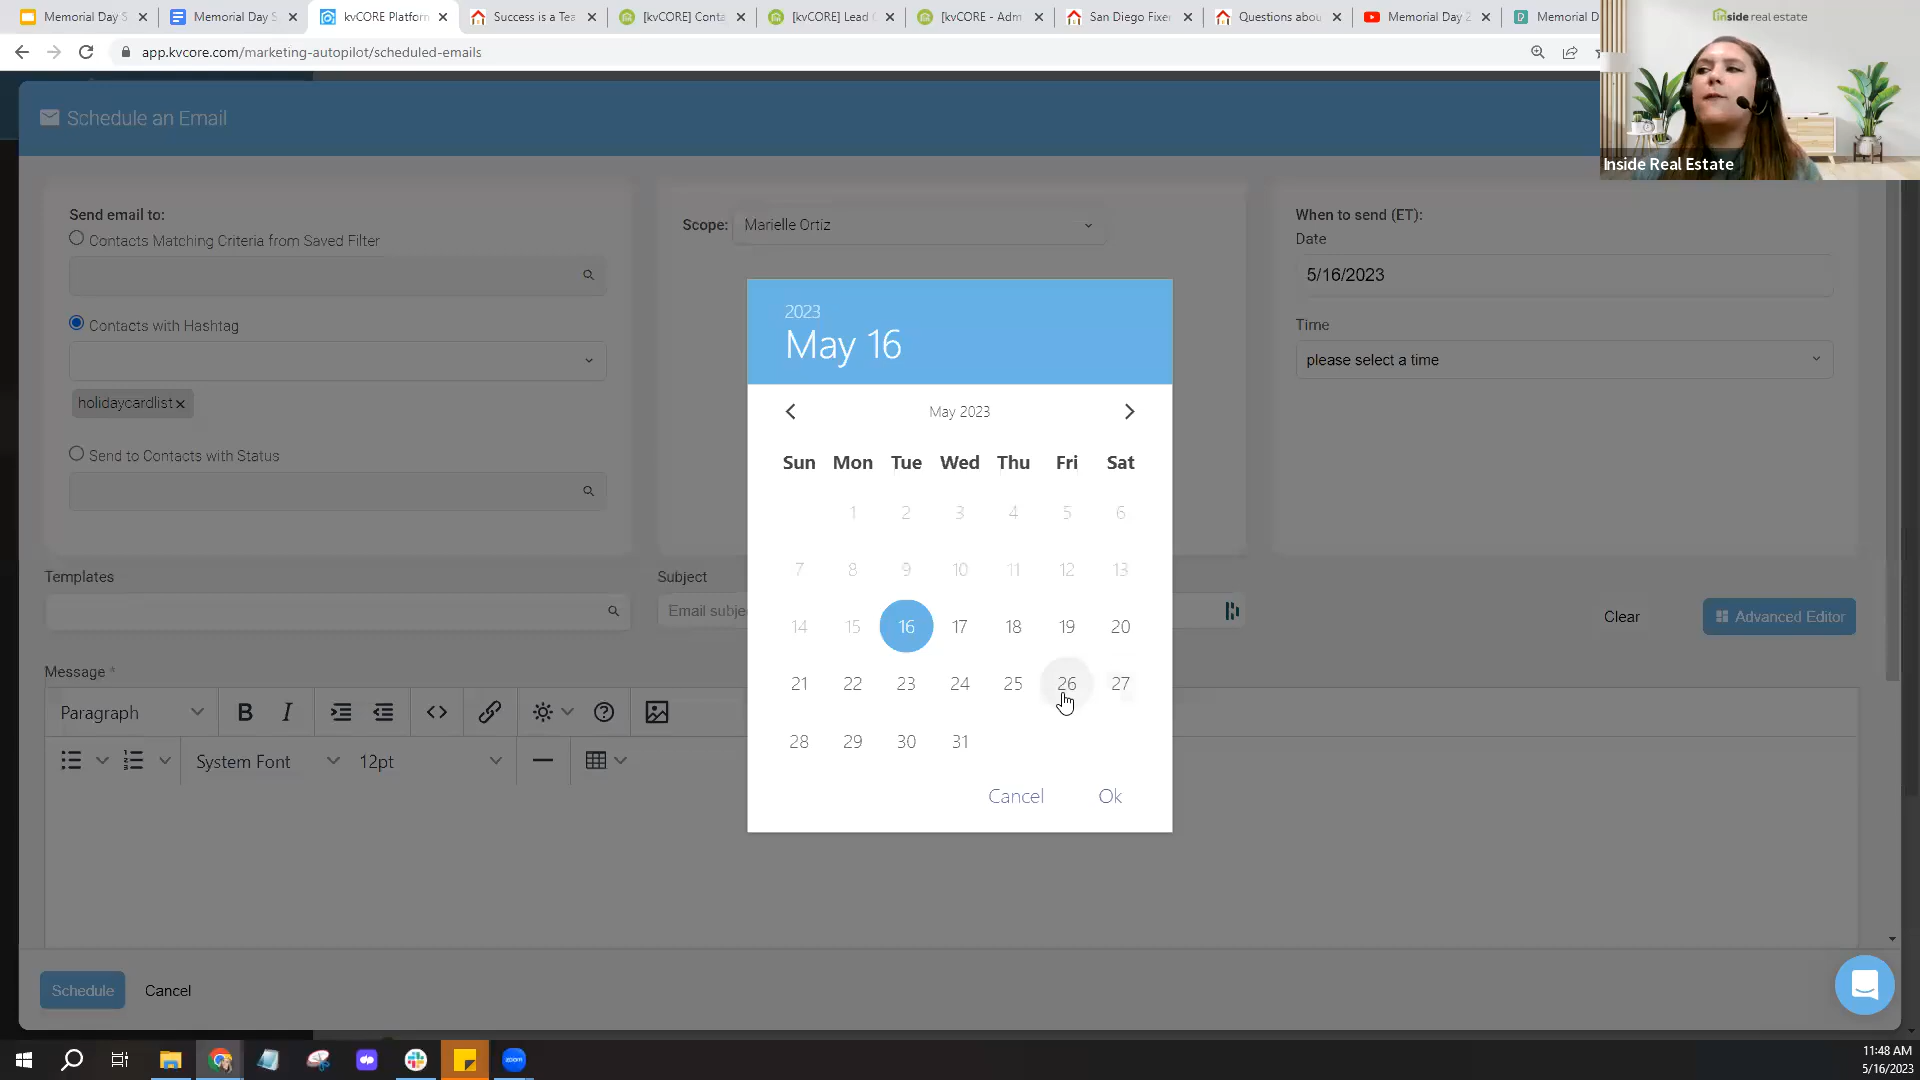 Memorial Day S
Memorial Day S
kvCORE Platforn
Success is a Tea
[kvCORE] Conta
[kvCORE] Lead
[kvCORE - Adm
San Diego Fixer
Questions abou
Memorial Day 2
Memorial D
app.kvcore.com/marketing-autopilot/scheduled-emails
inside real estate
Inside Real Estate
Schedule an Email
Send email to:
Contacts Matching Criteria from Saved Filter
Contacts with Hashtag
holidaycardlist ×
Send to Contacts with Status
Scope: Marielle Ortiz
When to send (ET):
Date
5/16/2023
Time
please select a time
2023
May 16
May 2023
Sun Mon Tue Wed Thu Fri Sat
1 2 3 4 5 6
7 8 9 10 11 12 13
14 15 16 17 18 19 20
21 22 23 24 25 26 27
28 29 30 31
Cancel Ok
Templates
Subject
Email subje
Clear
Advanced Editor
Message *
Paragraph B I
System Font 12pt
Schedule Cancel
zoom
11:48 AM
5/16/2023